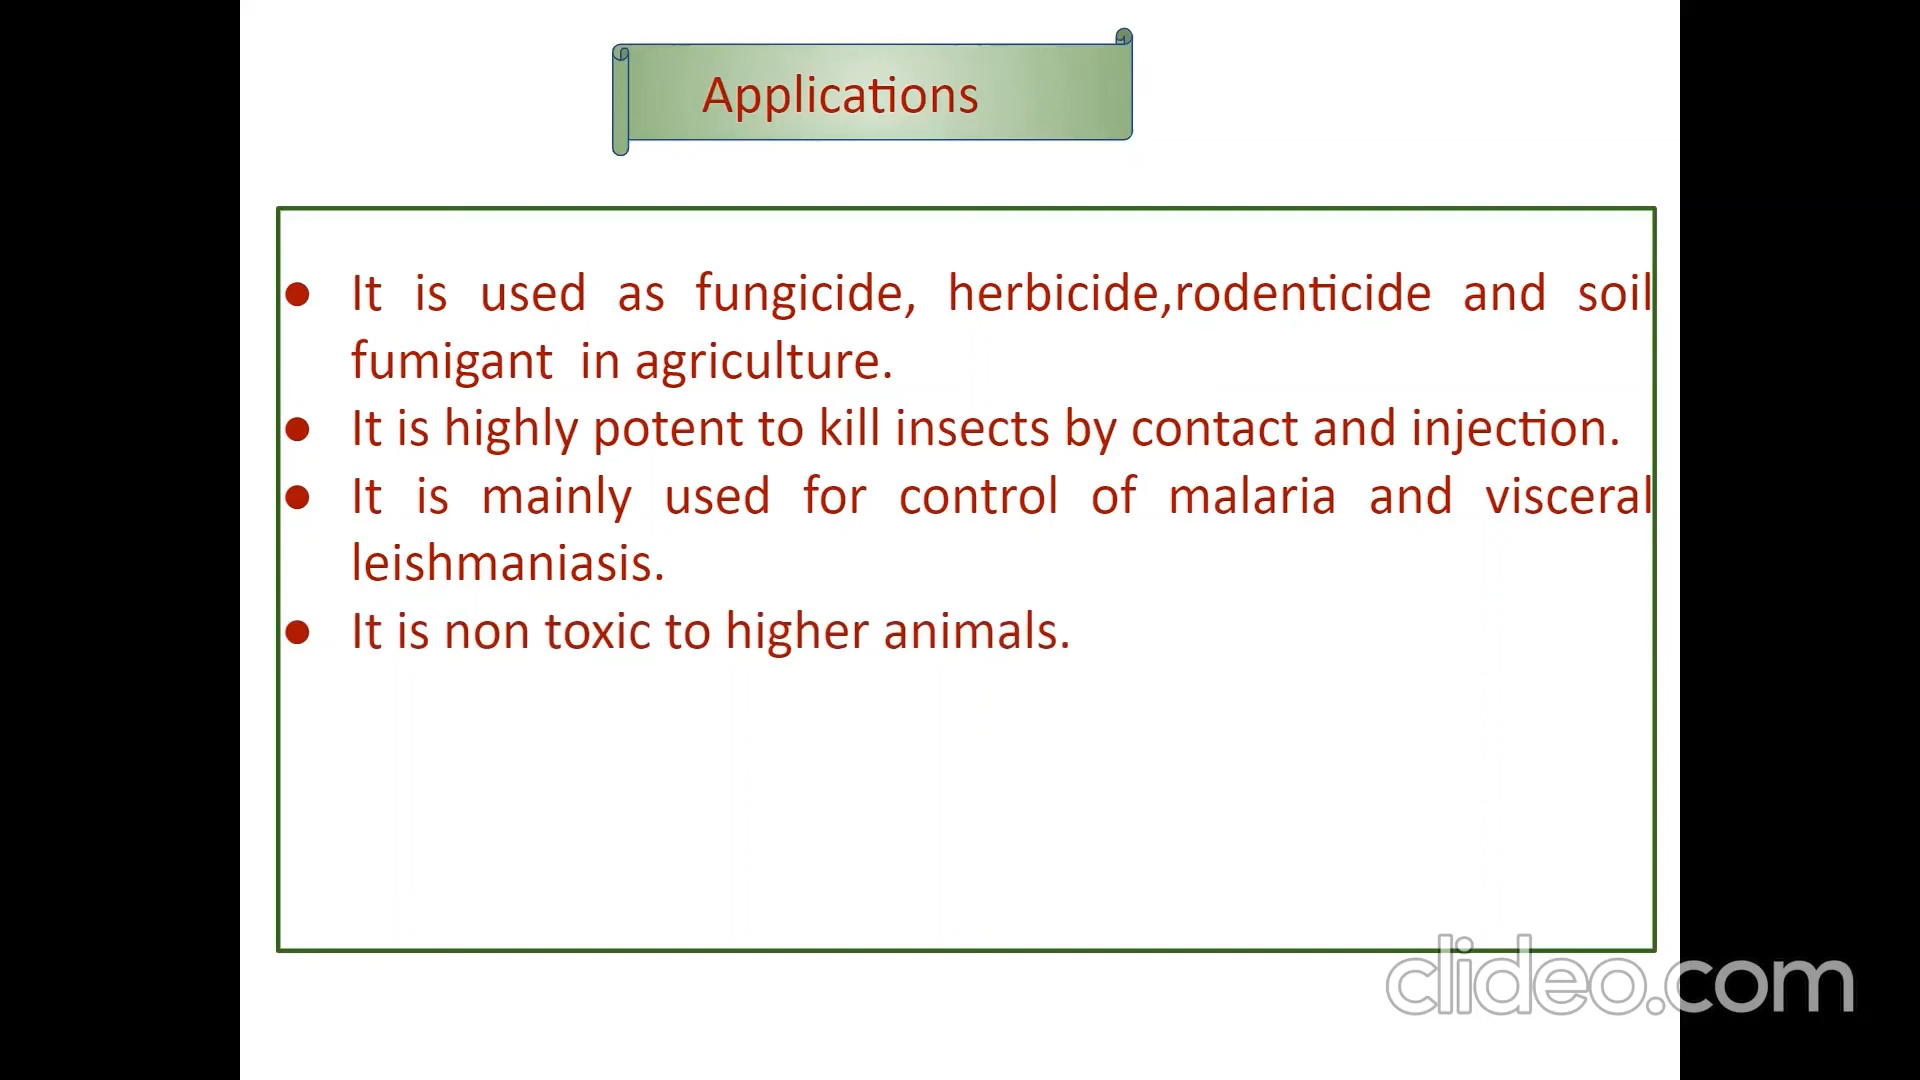 Applications
● It is used as fungicide, herbicide,rodenticide and soil
fumigant in agriculture.
● It is highly potent to kill insects by contact and injection.
● It is mainly used for control of malaria and visceral
leishmaniasis.
● It is non toxic to higher animals.
clideo.com